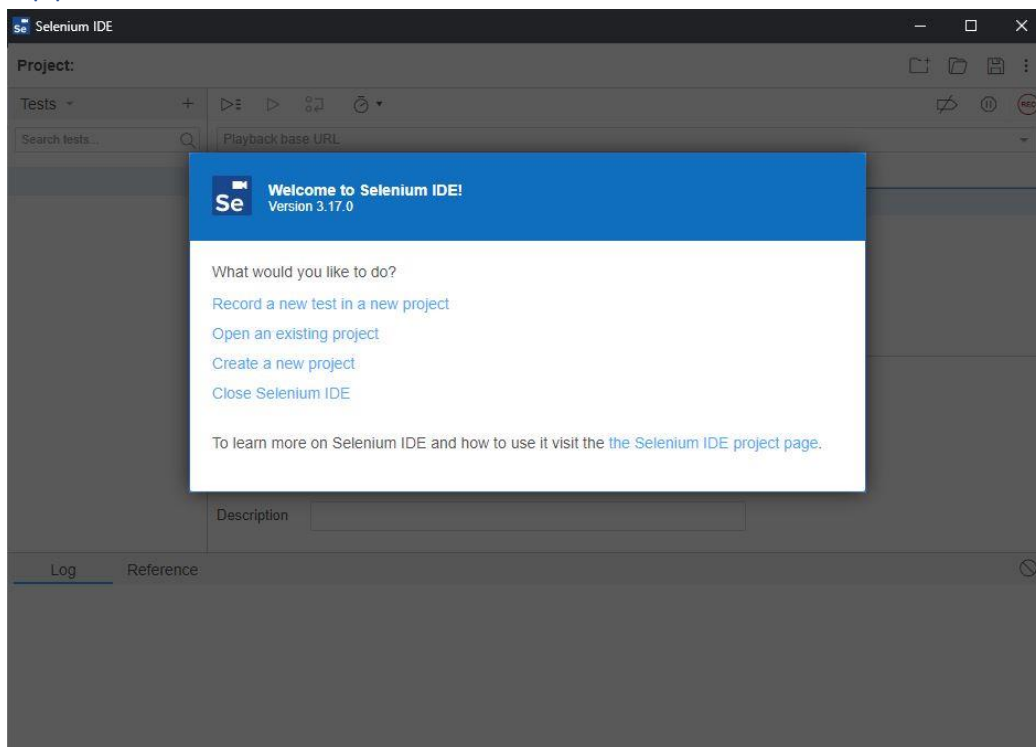 Se Selenium IDE
Project:
Tests
Search tests...
Playback base URL
REC
Se
Welcome to Selenium IDE!
Version 3.17.0
What would you like to do?
Record a new test in a new project
Open an existing project
Create a new project
Close Selenium IDE
To learn more on Selenium IDE and how to use it visit the the Selenium IDE project page.
Description
Log Reference